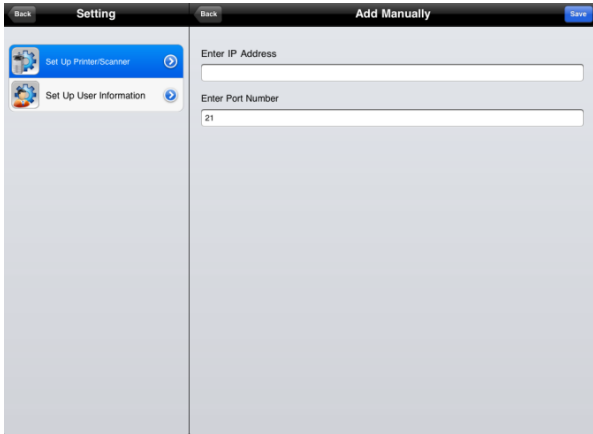 Back
Setting
Back
Add Manually
Save
Set Up Printer/Scanner
Set Up User Information
Enter IP Address
Enter Port Number
21